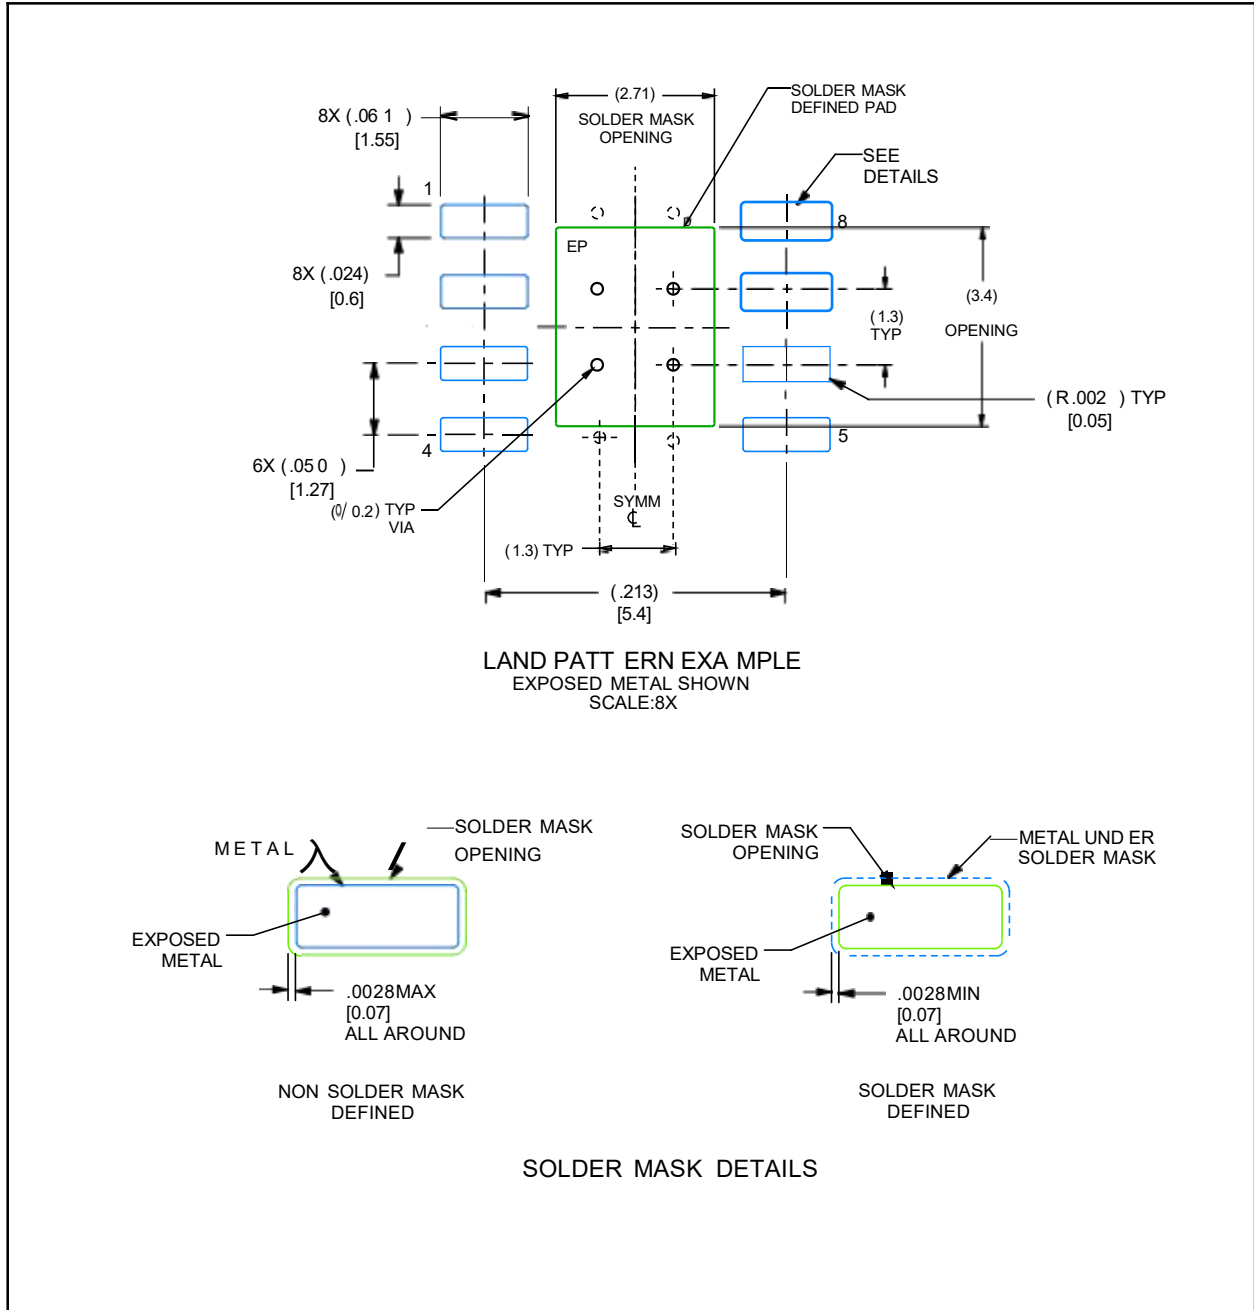 (2.71)
SOLDER MASK
OPENING
SOLDER MASK
DEFINED PAD
8X (.06 1 )
[1.55]
SEE
DETAILS
1
8
8X (.024)
[0.6]
EP
(3.4)
OPENING
(1.3)
TYP
(R.002 ) TYP
[0.05]
4
5
6X (.05 0 )
[1.27]
(0/ 0.2) TYP
VIA
SYMM
(1.3) TYP
(.213)
[5.4]
LAND PATT ERN EXA MPLE
EXPOSED METAL SHOWN
SCALE:8X
METAL
SOLDER MASK
OPENING
EXPOSED
METAL
.0028MAX
[0.07]
ALL AROUND
NON SOLDER MASK
DEFINED
SOLDER MASK
OPENING
METAL UND ER
SOLDER MASK
EXPOSED
METAL
.0028MIN
[0.07]
ALL AROUND
SOLDER MASK
DEFINED
SOLDER MASK DETAILS